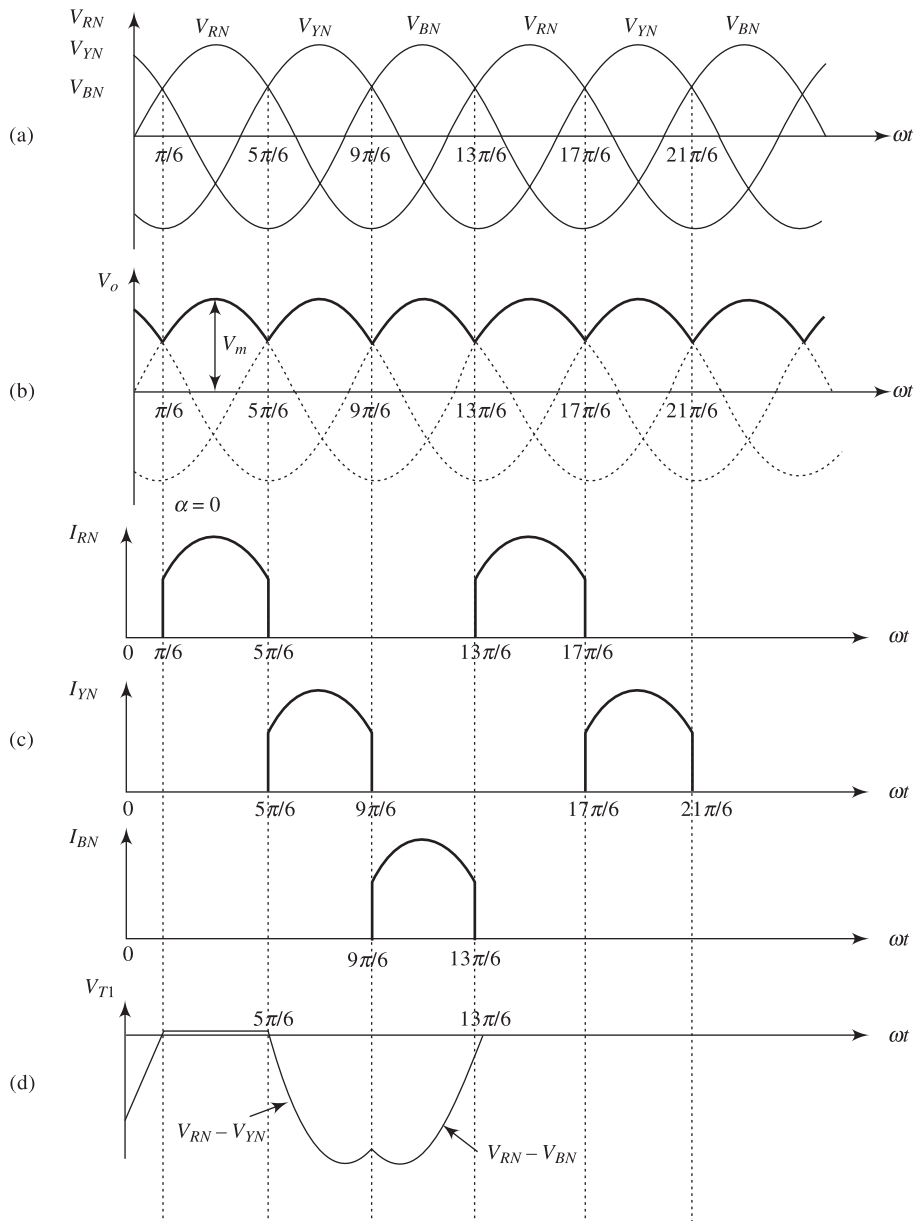 V_RN
V_YN
V_BN
V_RN V_YN V_BN V_RN V_YN V_BN
(a)
π/6 5π/6 9π/6 13π/6 17π/6 21π/6 ωt
V_o
V_m
(b)
π/6 5π/6 9π/6 13π/6 17π/6 21π/6 ωt
α = 0
I_RN
0 π/6 5π/6 13π/6 17π/6 ωt
I_YN
(c)
0 5π/6 9π/6 17π/6 21π/6 ωt
I_BN
0 9π/6 13π/6 ωt
V_T1
5π/6 13π/6 ωt
(d)
V_RN – V_YN
V_RN – V_BN